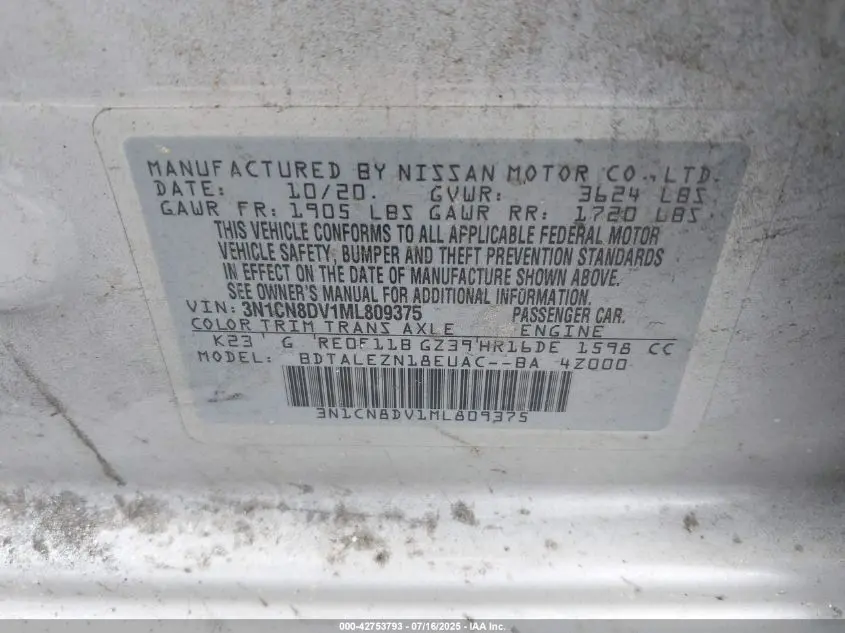 MANUFACTURED BY NISSAN MOTOR CO., LTD.
DATE: 10/20. GVWR: 3624 LBS
GAWR FR: 1905 LBS GAWR RR: 1720 LBS
THIS VEHICLE CONFORMS TO ALL APPLICABLE FEDERAL MOTOR
VEHICLE SAFETY, BUMPER AND THEFT PREVENTION STANDARDS
IN EFFECT ON THE DATE OF MANUFACTURE SHOWN ABOVE.
SEE OWNER'S MANUAL FOR ADDITIONAL INFORMATION.
VIN: 3N1CN8DV1ML809375 PASSENGER CAR.
COLOR TRIM TRANS AXLE ENGINE
K23 G RE0F11B GZ39 HR16DE 1598 CC
MODEL: BDTALEZN18EUAC--BA 4Z000
3N1CN8DV1ML809375
000-42753793 - 07/16/2025 - IAA Inc.